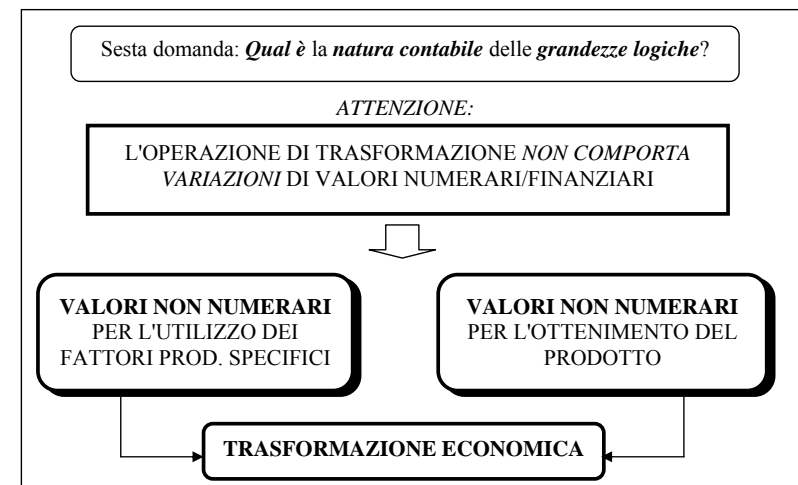 Sesta domanda: Qual è la natura contabile delle grandezze logiche?
ATTENZIONE:
L'OPERAZIONE DI TRASFORMAZIONE NON COMPORTA
VARIAZIONI DI VALORI NUMERARI/FINANZIARI
VALORI NON NUMERARI
PER L'UTILIZZO DEI
FATTORI PROD. SPECIFICI
VALORI NON NUMERARI
PER L'OTTENIMENTO DEL
PRODOTTO
TRASFORMAZIONE ECONOMICA